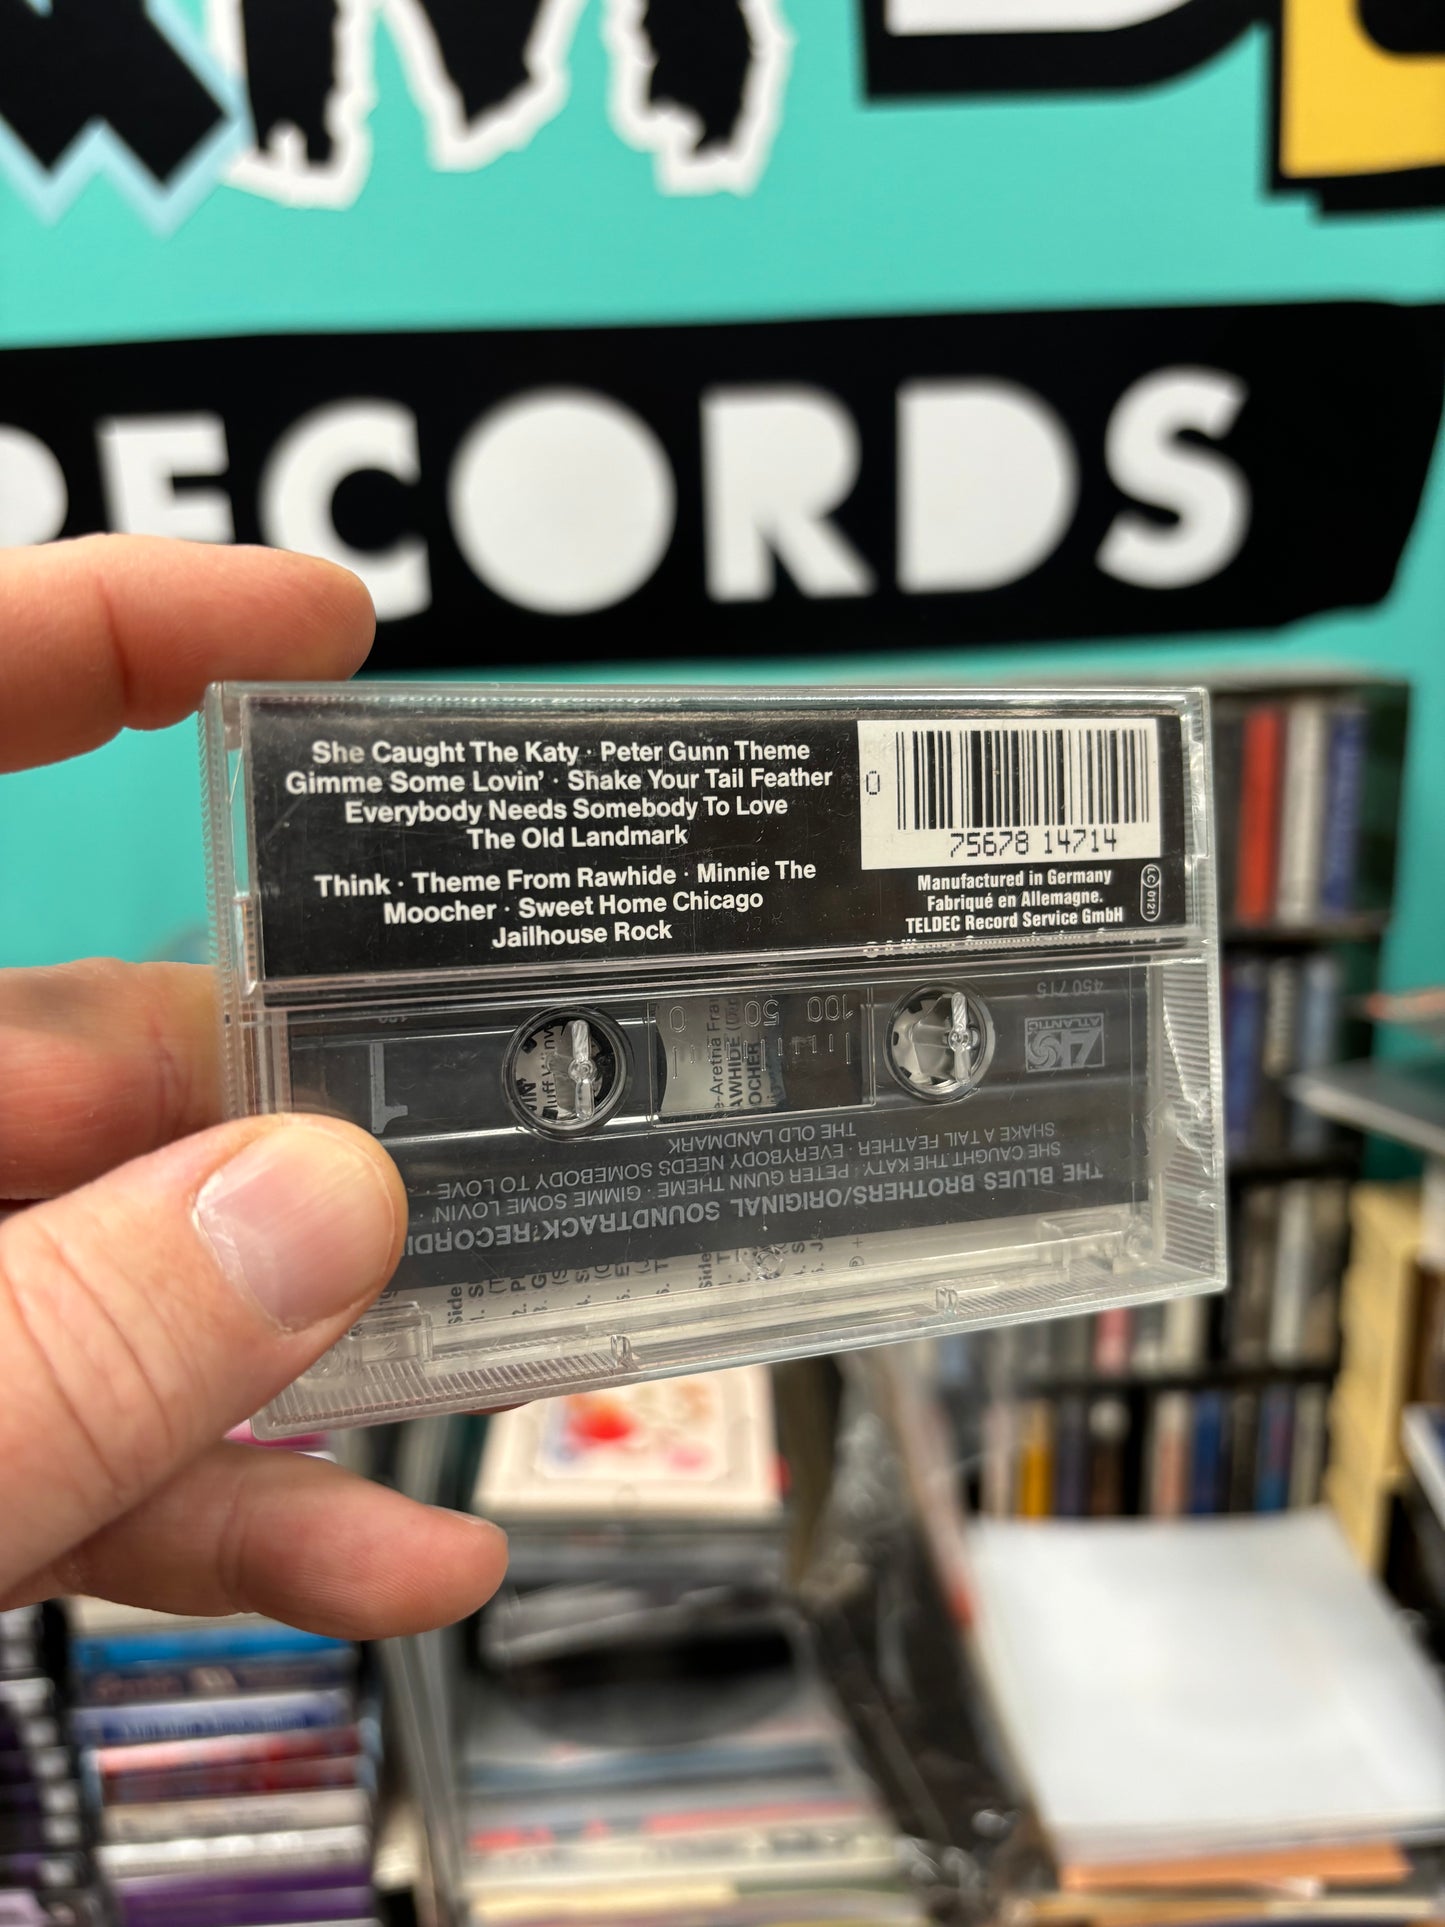 RECORDS
She Caught The Katy · Peter Gunn Theme
Gimme Some Lovin' · Shake Your Tail Feather
Everybody Needs Somebody To Love
The Old Landmark
Think · Theme From Rawhide · Minnie The
Moocher · Sweet Home Chicago
Jailhouse Rock
0
75678 14714
Manufactured in Germany
Fabriqué en Allemagne.
TELDEC Record Service GmbH
LC 0121
450 715
ATLANTIC
100 50 0
1
THE BLUES BROTHERS/ORIGINAL SOUNDTRACK RECORDI
SHE CAUGHT THE KATY · PETER GUNN THEME · GIMME SOME LOVIN'
SHAKE A TAIL FEATHER · EVERYBODY NEEDS SOMEBODY TO LOVE ·
THE OLD LANDMARK